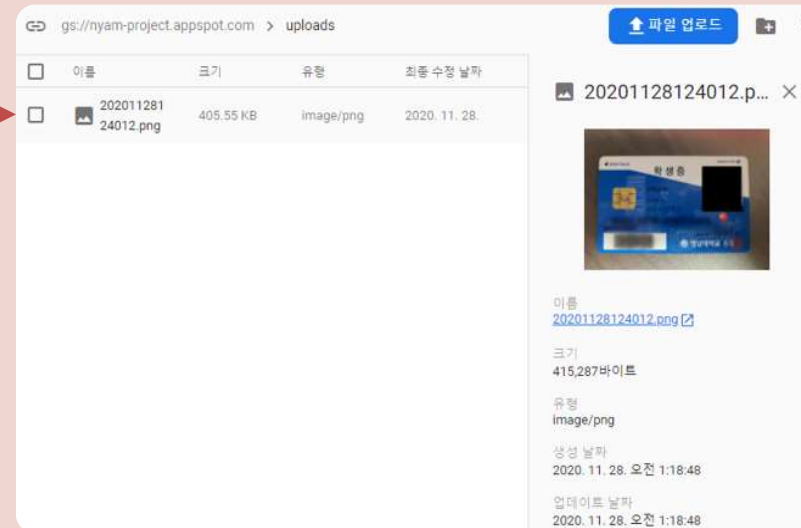 gs://nyam-project.appspot.com > uploads
파일 업로드
이름 크기 유형 최종 수정 날짜
202011281
24012.png
405.55 KB image/png 2020. 11. 28.
20201128124012.p... ×
학생증
이름
20201128124012.png
크기
415,287바이트
유형
image/png
생성 날짜
2020. 11. 28. 오전 1:18:48
업데이트 날짜
2020. 11. 28. 오전 1:18:48